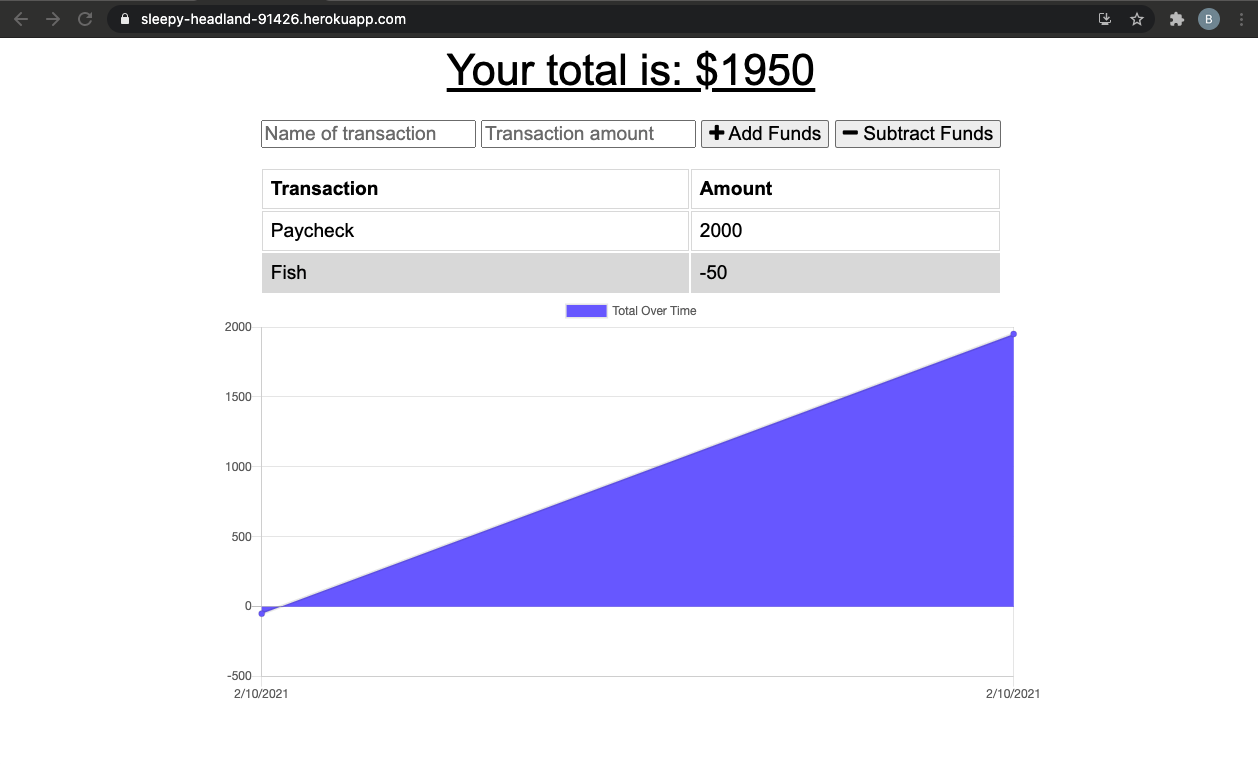 sleepy-headland-91426.herokuapp.com
B
Your total is: $1950
Name of transaction Transaction amount Add Funds Subtract Funds
Transaction Amount
Paycheck 2000
Fish -50
Total Over Time
2000
1500
1000
500
0
-500
2/10/2021 2/10/2021